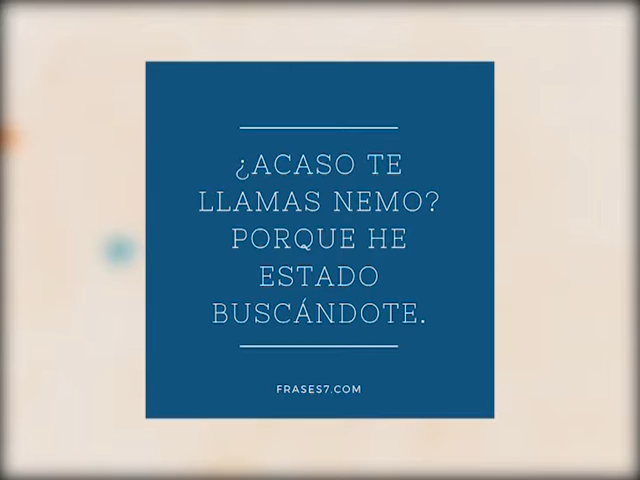 ¿ACASO TE
LLAMAS NEMO?
PORQUE HE
ESTADO
BUSCÁNDOTE.
FRASES7.COM